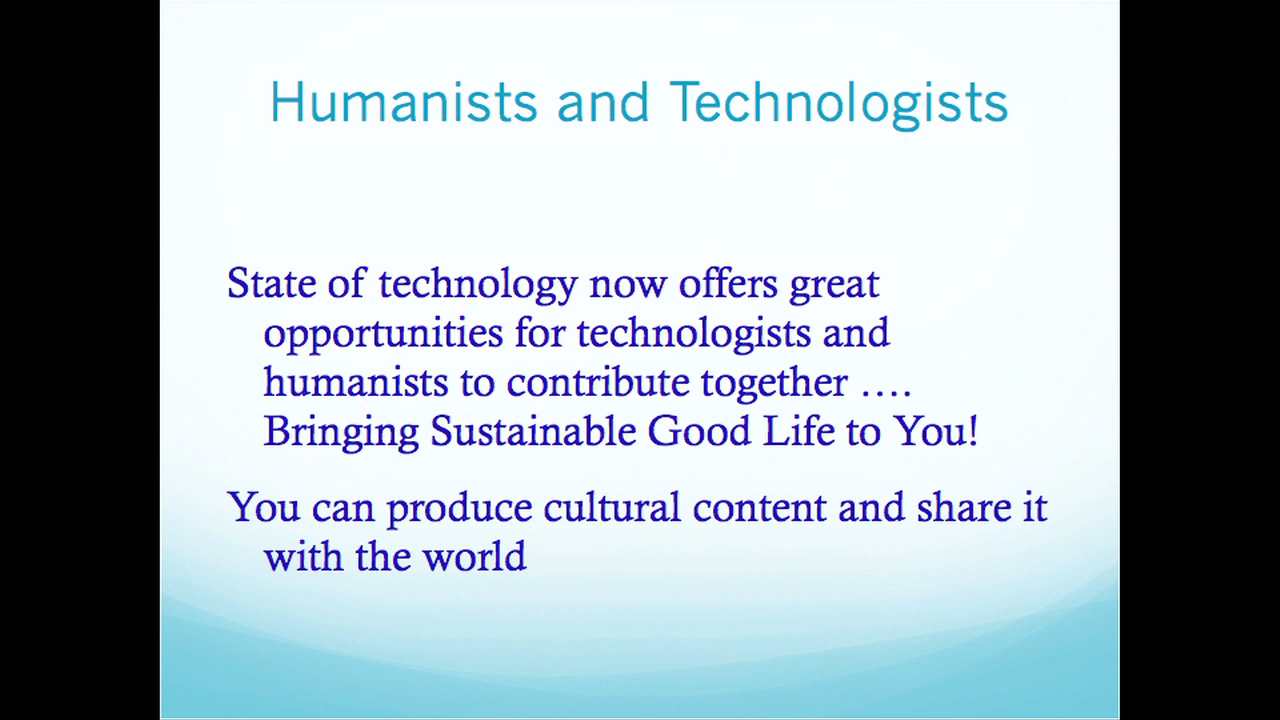 Humanists and Technologists
State of technology now offers great
opportunities for technologists and
humanists to contribute together ….
Bringing Sustainable Good Life to You!
You can produce cultural content and share it
with the world